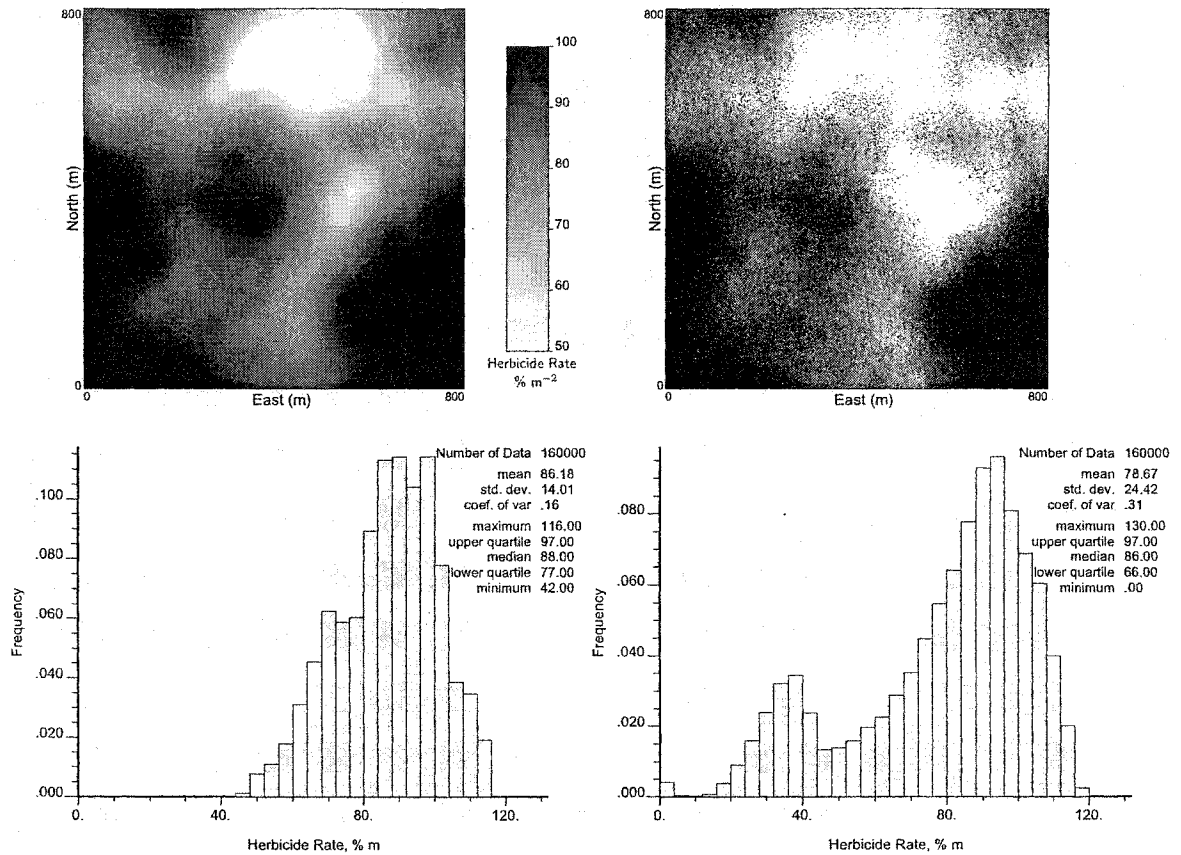 800
North (m)
0
0
East (m)
800
100
90
80
70
60
50
Herbicide Rate
% m−2
800
North (m)
0
0
East (m)
800
Number of Data 160000
mean 86.18
std. dev. 14.01
coef. of var .16
maximum 116.00
upper quartile 97.00
median 88.00
lower quartile 77.00
minimum 42.00
Frequency
.100
.080
.060
.040
.020
.000
0.
40.
80.
120.
Herbicide Rate, % m
Number of Data 160000
mean 78.67
std. dev. 24.42
coef. of var .31
maximum 130.00
upper quartile 97.00
median 86.00
lower quartile 66.00
minimum .00
Frequency
.080
.060
.040
.020
.000
0.
40.
80.
120.
Herbicide Rate, % m